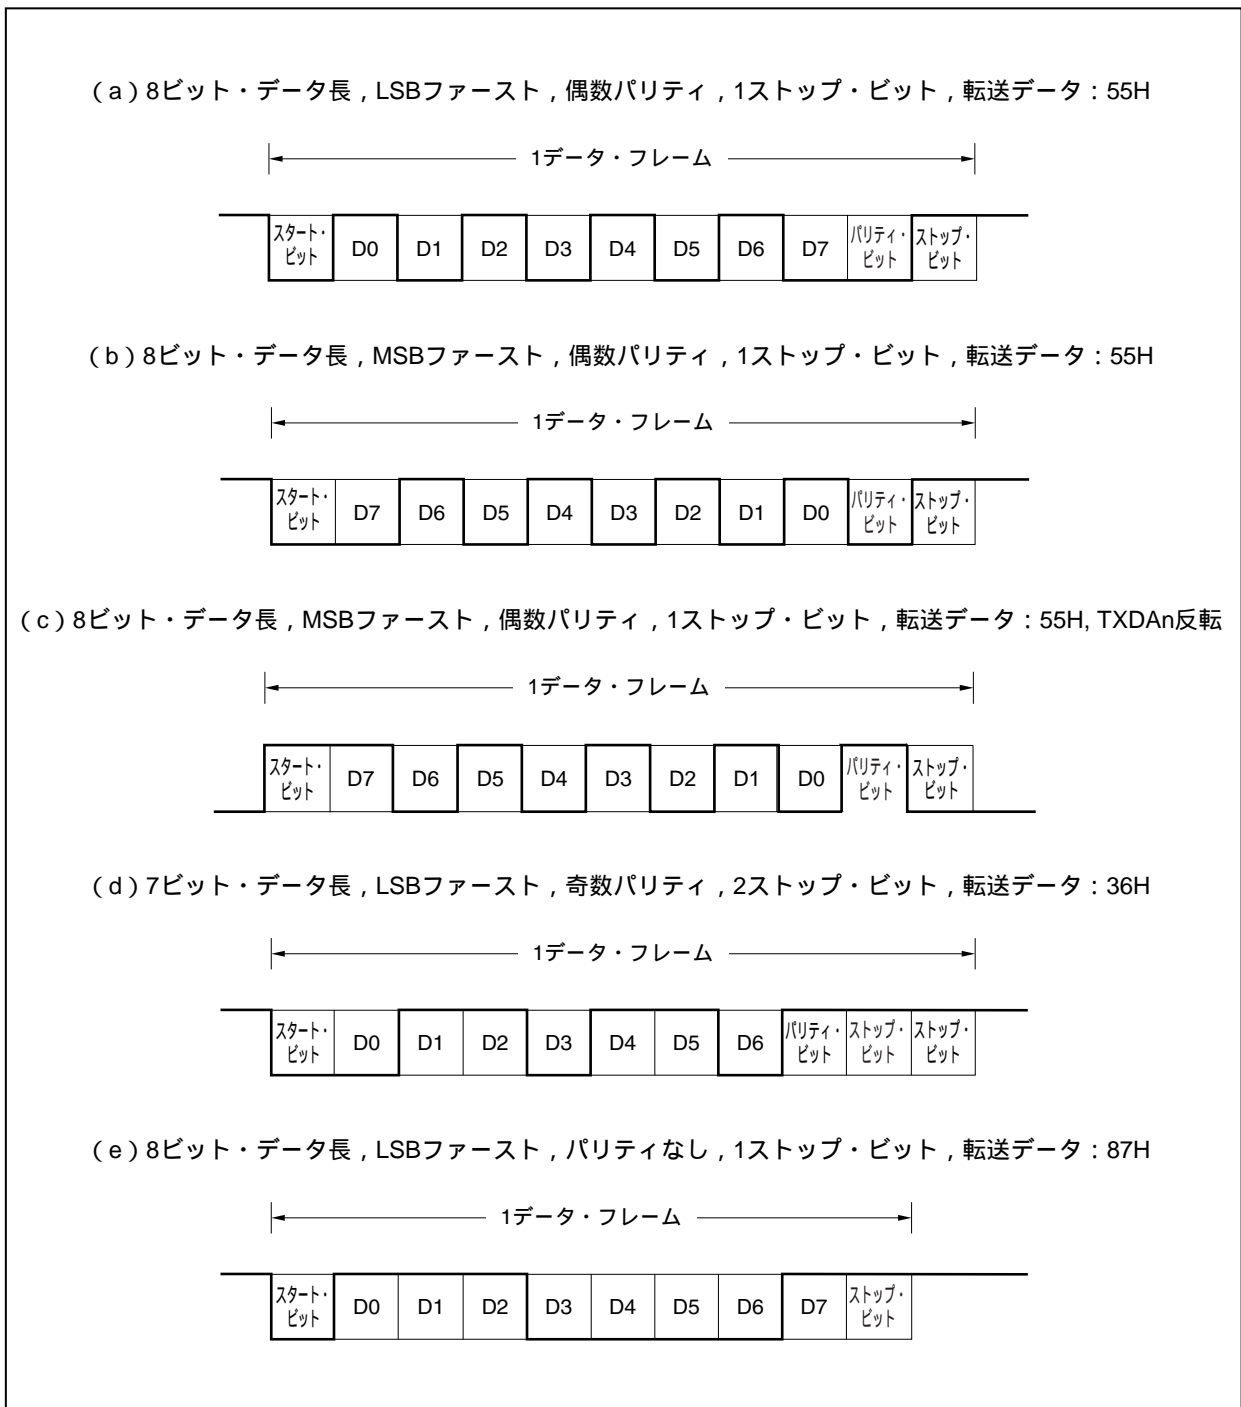 (a)8ビット・データ長,LSBファースト,偶数パリティ,1ストップ・ビット,転送データ:55H
1データ・フレーム
スタート・ビット D0 D1 D2 D3 D4 D5 D6 D7 パリティ・ビット ストップ・ビット
(b)8ビット・データ長,MSBファースト,偶数パリティ,1ストップ・ビット,転送データ:55H
1データ・フレーム
スタート・ビット D7 D6 D5 D4 D3 D2 D1 D0 パリティ・ビット ストップ・ビット
(c)8ビット・データ長,MSBファースト,偶数パリティ,1ストップ・ビット,転送データ:55H, TXDAn反転
1データ・フレーム
スタート・ビット D7 D6 D5 D4 D3 D2 D1 D0 パリティ・ビット ストップ・ビット
(d)7ビット・データ長,LSBファースト,奇数パリティ,2ストップ・ビット,転送データ:36H
1データ・フレーム
スタート・ビット D0 D1 D2 D3 D4 D5 D6 パリティ・ビット ストップ・ビット ストップ・ビット
(e)8ビット・データ長,LSBファースト,パリティなし,1ストップ・ビット,転送データ:87H
1データ・フレーム
スタート・ビット D0 D1 D2 D3 D4 D5 D6 D7 ストップ・ビット